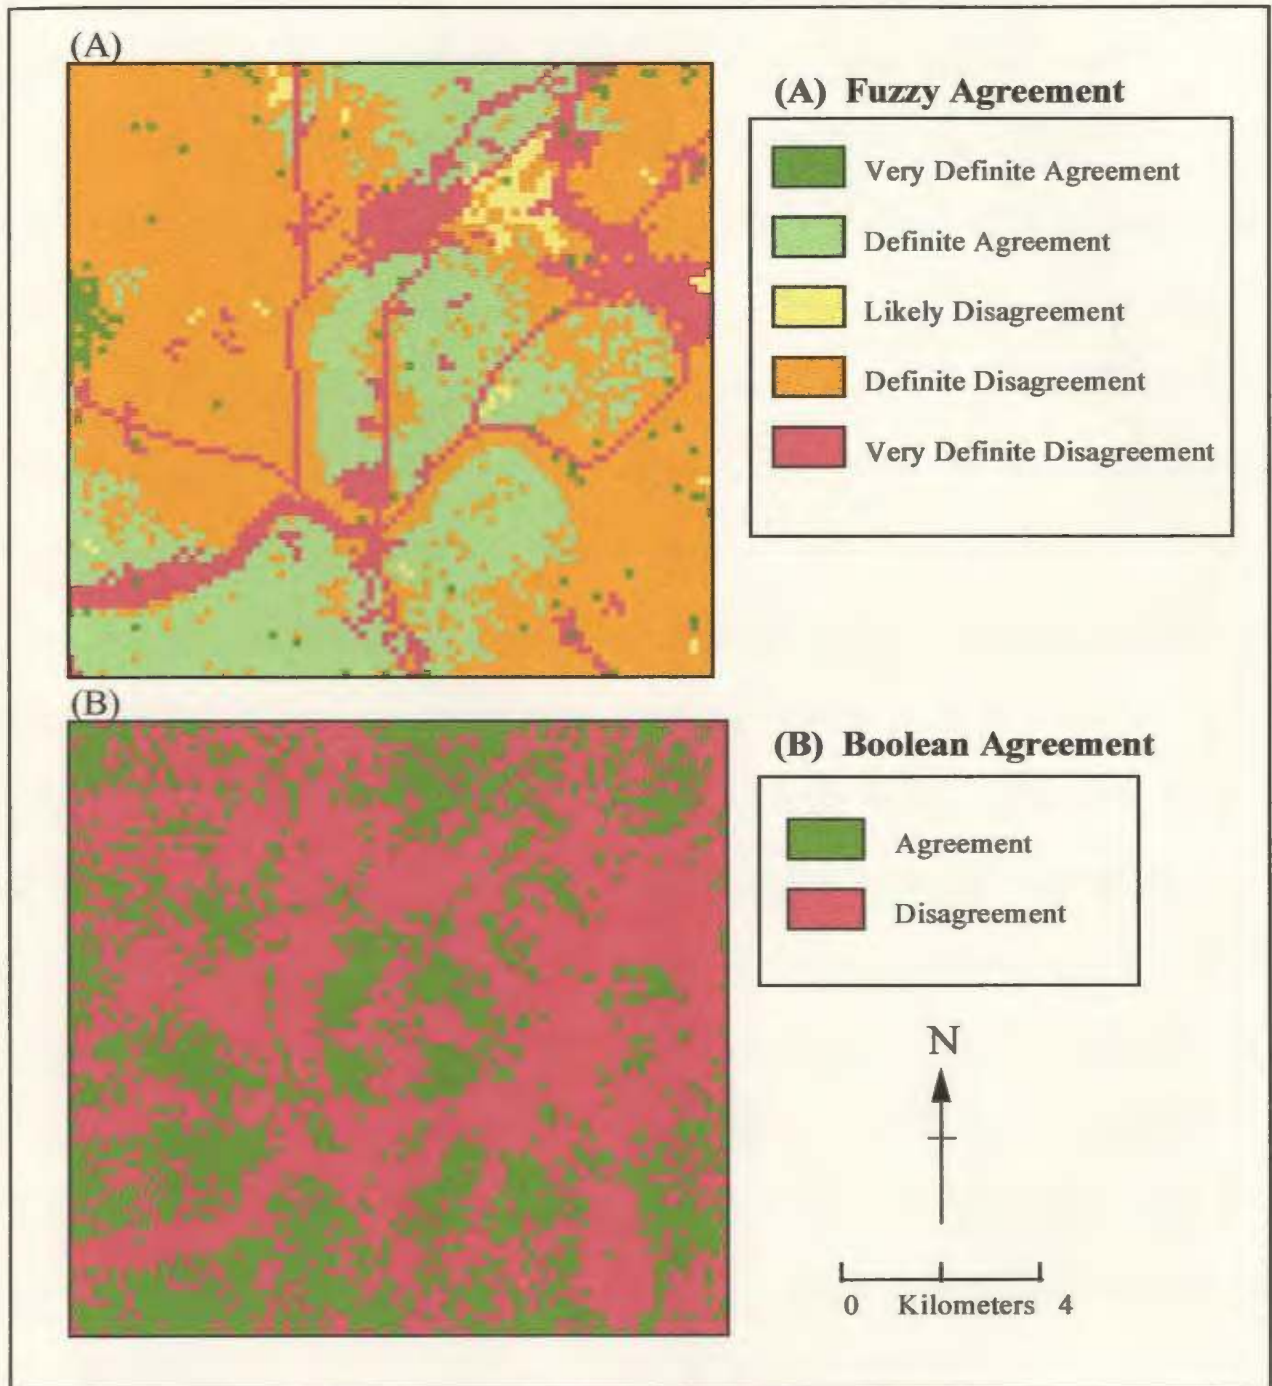 (A)
(A) Fuzzy Agreement
Very Definite Agreement
Definite Agreement
Likely Disagreement
Definite Disagreement
Very Definite Disagreement
(B)
(B) Boolean Agreement
Agreement
Disagreement
N
0 Kilometers 4